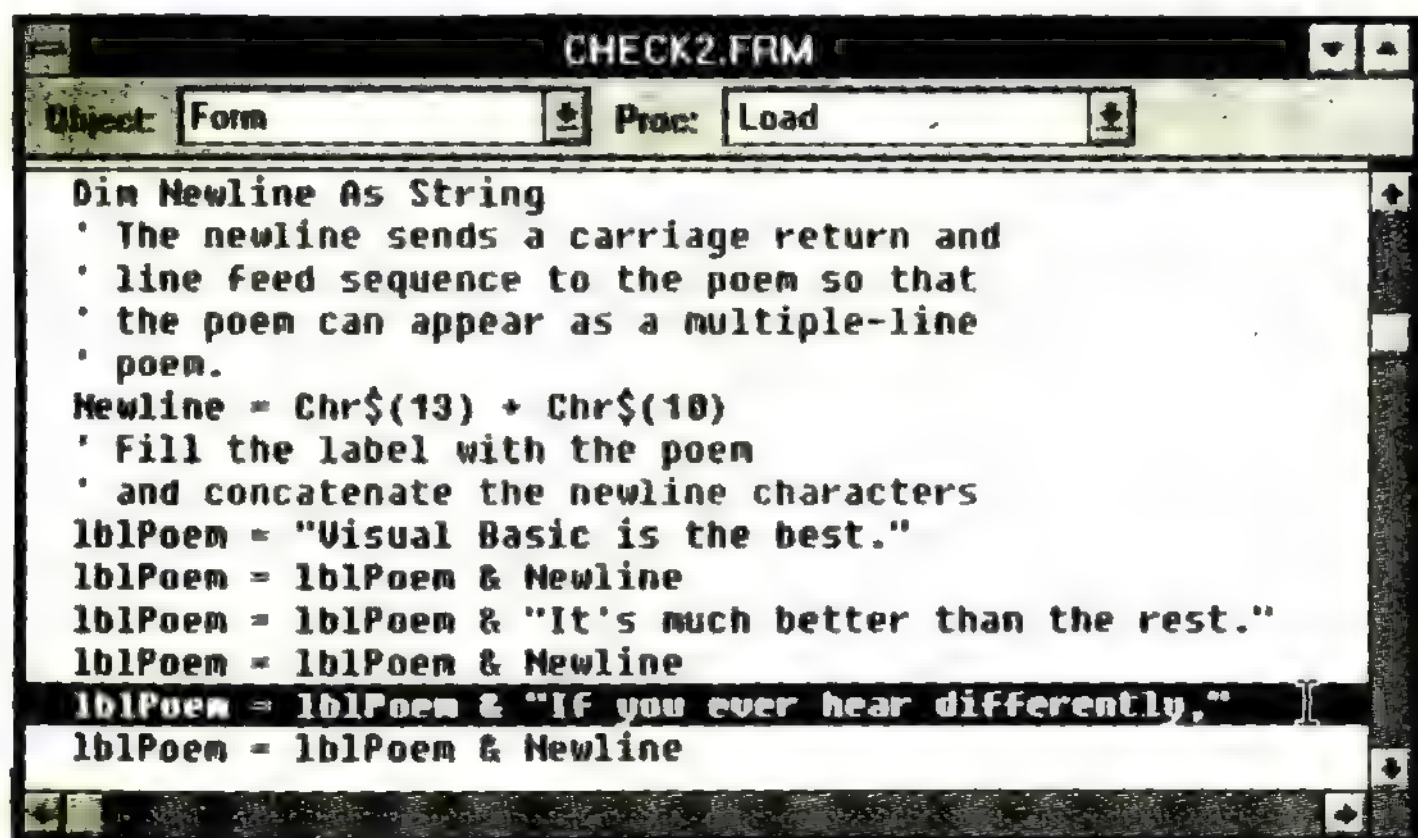 CHECK2.FRM
Object: Form Proc: Load
Dim Newline As String
' The newline sends a carriage return and
' line feed sequence to the poem so that
' the poem can appear as a multiple-line
' poem.
Newline = Chr$(13) + Chr$(10)
' Fill the label with the poem
' and concatenate the newline characters
lblPoem = "Visual Basic is the best."
lblPoem = lblPoem & Newline
lblPoem = lblPoem & "It's much better than the rest."
lblPoem = lblPoem & Newline
lblPoem = lblPoem & "If you ever hear differently,"
lblPoem = lblPoem & Newline